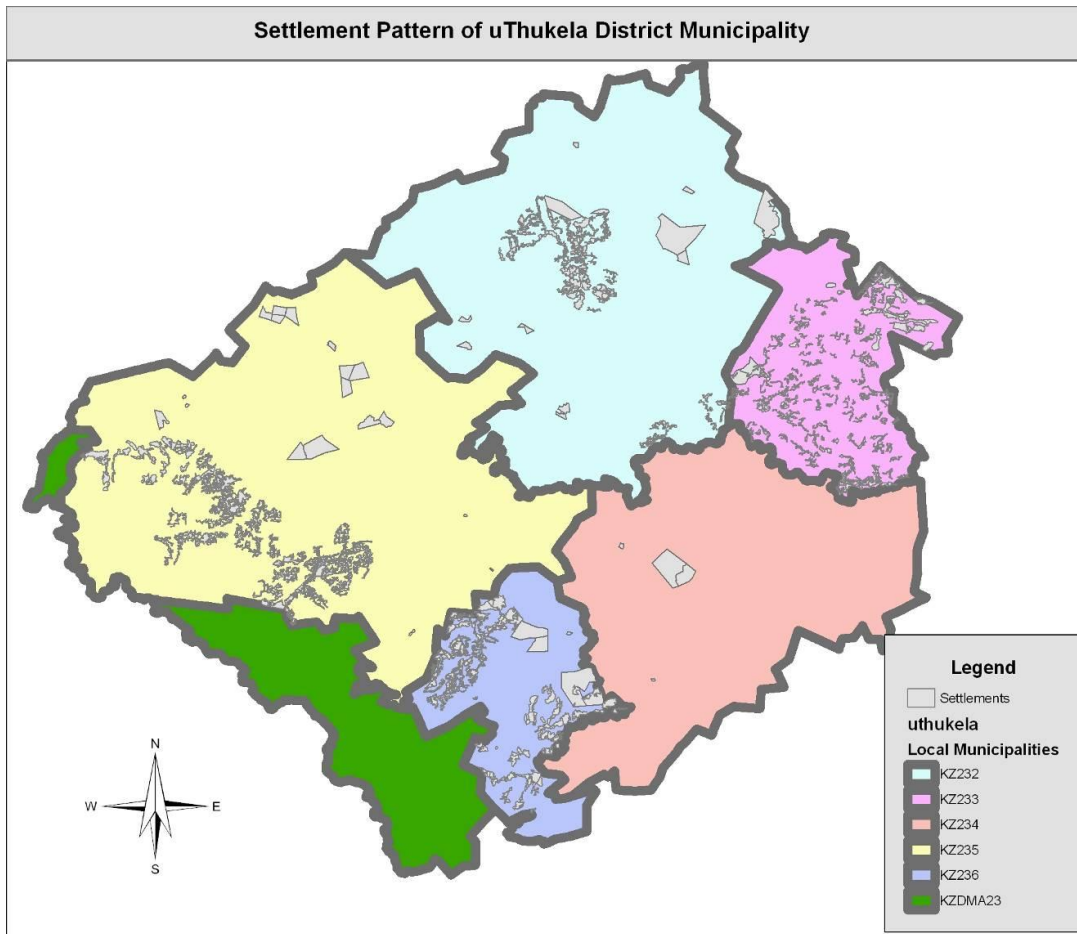 Settlement Pattern of uThukela District Municipality
N
W
E
S
Legend
Settlements
uthukela
Local Municipalities
KZ232
KZ233
KZ234
KZ235
KZ236
KZDMA23